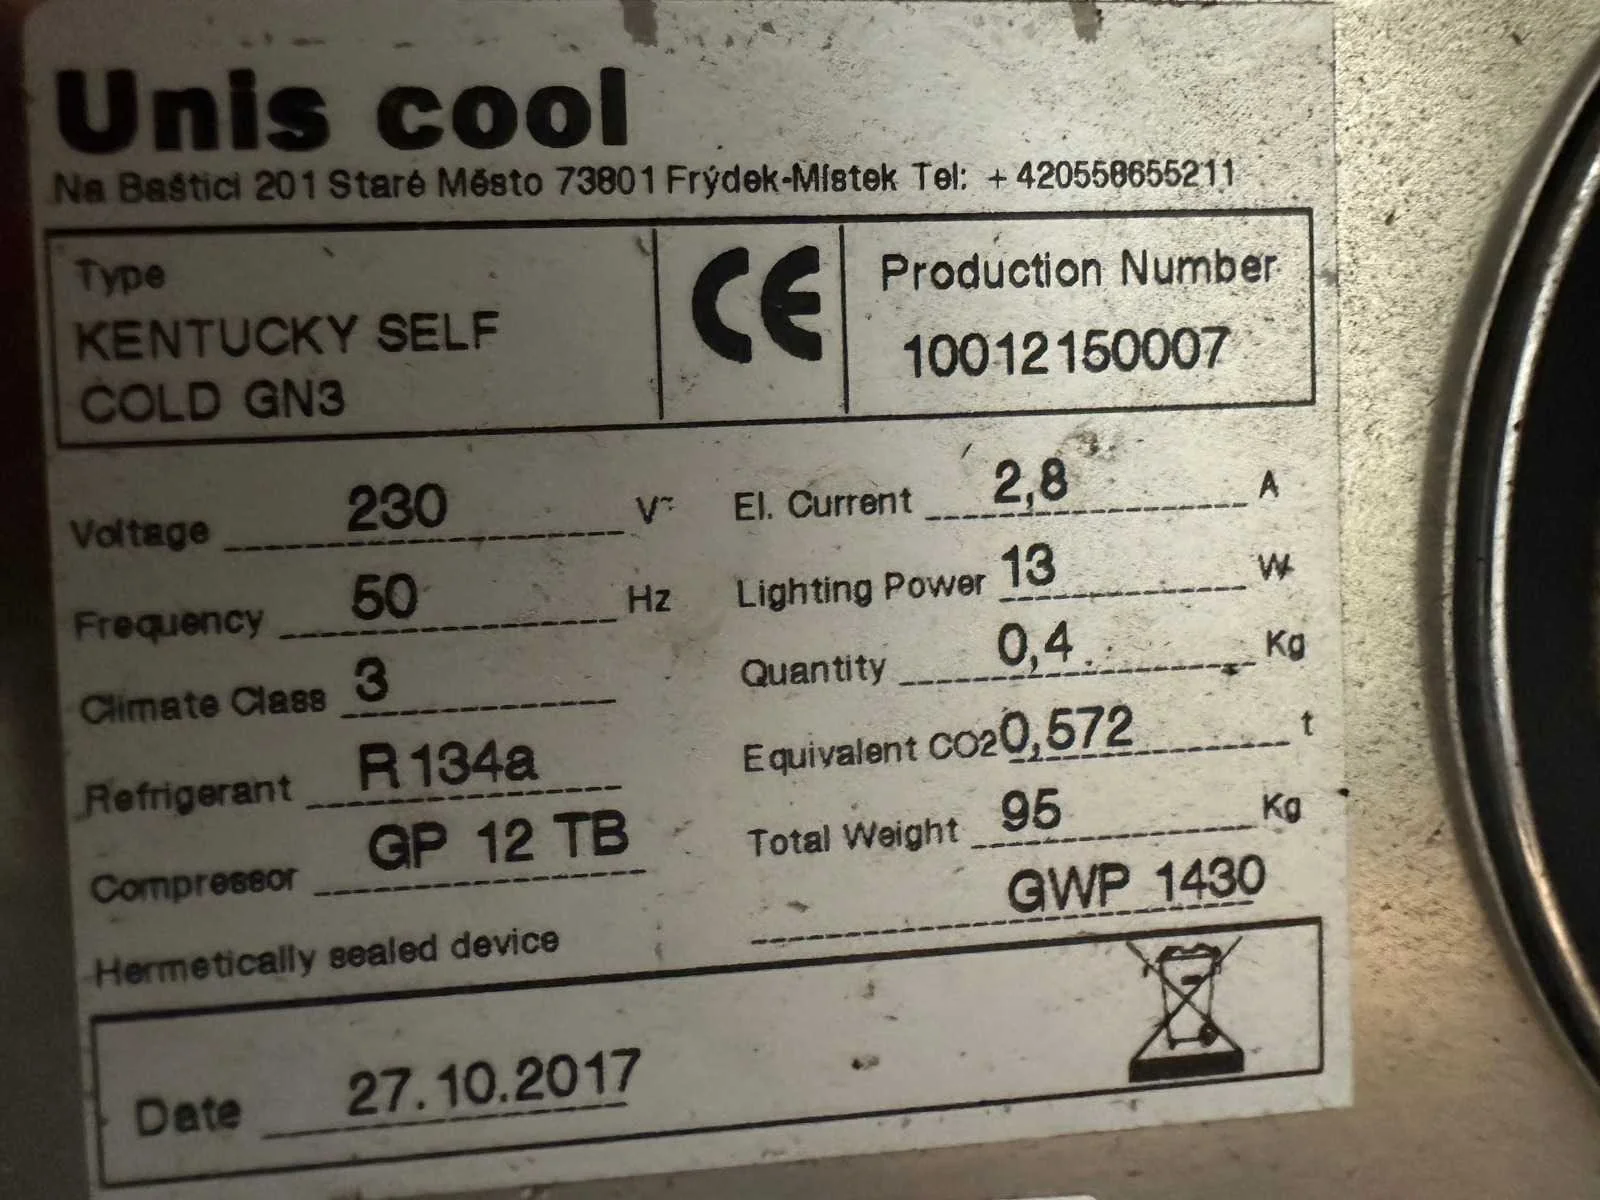 Unis cool
Na Baštici 201 Staré Město 73801 Frýdek-Místek Tel: + 420558655211
Type
KENTUCKY SELF
COLD GN3
CE
Production Number
10012150007
Voltage 230 V~
El. Current 2,8 A
Frequency 50 Hz
Lighting Power 13 W
Climate Class 3
Quantity 0,4 Kg
Refrigerant R134a
Equivalent CO2 0,572 t
Compressor GP 12 TB
Total Weight 95 Kg
GWP 1430
Hermetically sealed device
Date 27.10.2017